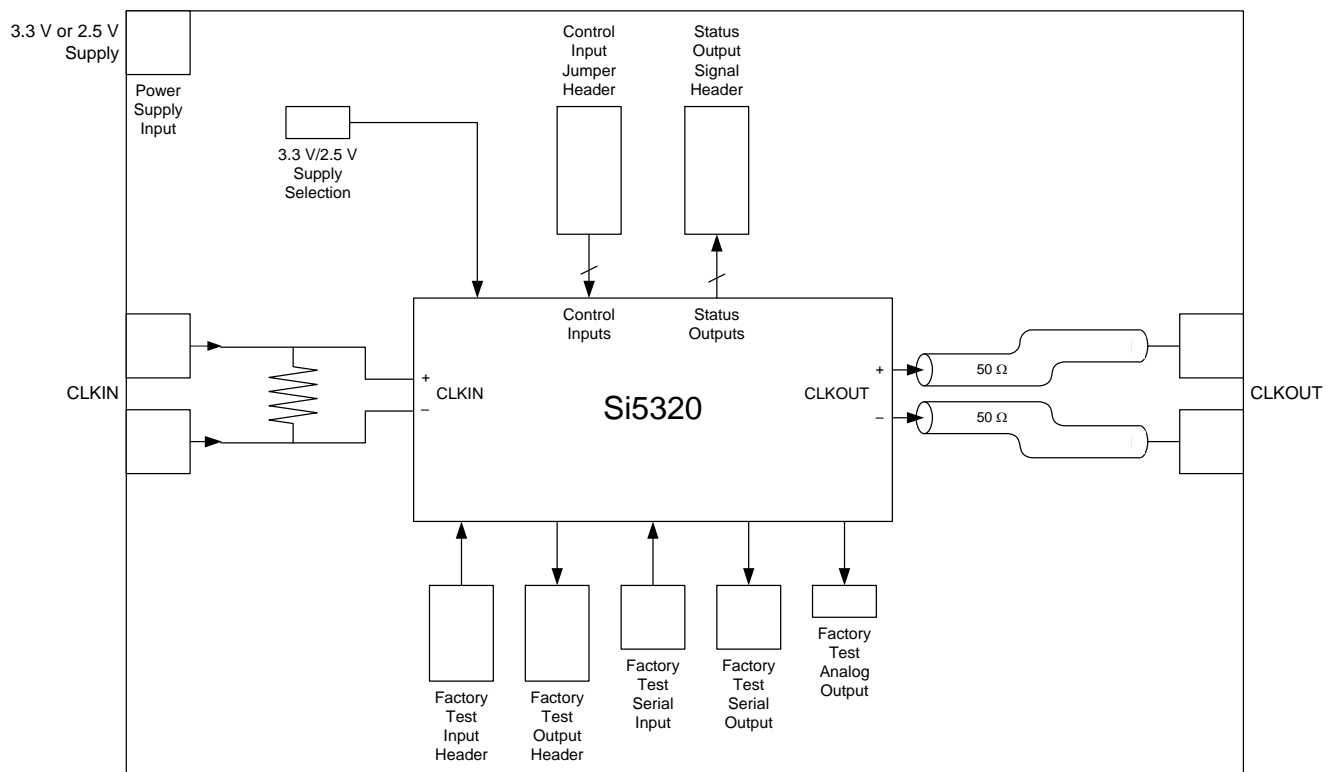 3.3 V or 2.5 V
Supply
Power
Supply
Input
3.3 V/2.5 V
Supply
Selection
Control
Input
Jumper
Header
Status
Output
Signal
Header
Control
Inputs
Status
Outputs
CLKIN
+
CLKIN
–
Si5320
+
CLKOUT
–
50 Ω
50 Ω
CLKOUT
Factory
Test
Input
Header
Factory
Test
Output
Header
Factory
Test
Serial
Input
Factory
Test
Serial
Output
Factory
Test
Analog
Output